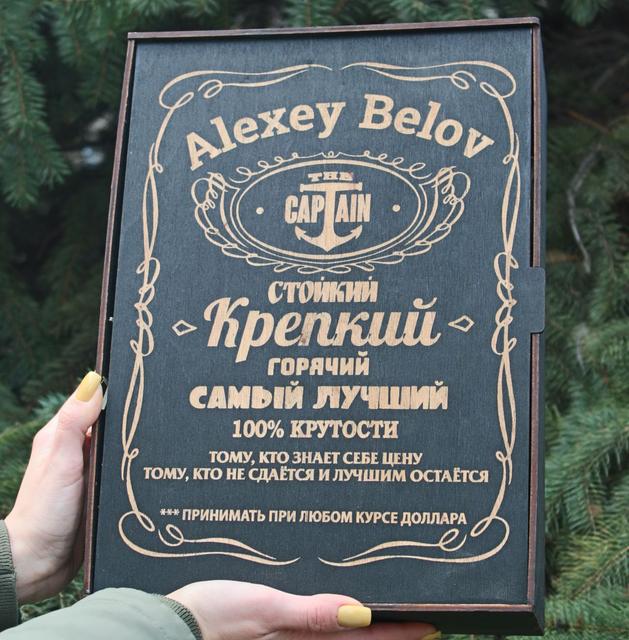 Alexey Belov
THE
CAPTAIN
СТОЙКИЙ
Крепкий
ГОРЯЧИЙ
САМЫЙ ЛУЧШИЙ
100% КРУТОСТИ
ТОМУ, КТО ЗНАЕТ СЕБЕ ЦЕНУ
ТОМУ, КТО НЕ СДАЁТСЯ И ЛУЧШИМ ОСТАЁТСЯ
*** ПРИНИМАТЬ ПРИ ЛЮБОМ КУРСЕ ДОЛЛАРА